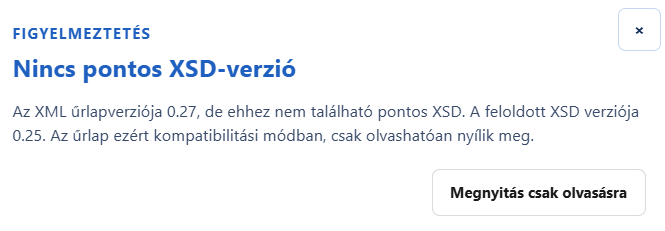 FIGYELMEZTETÉS
×
Nincs pontos XSD-verzió
Az XML űrlapverziója 0.27, de ehhez nem található pontos XSD. A feloldott XSD verziója
0.25. Az űrlap ezért kompatibilitási módban, csak olvashatóan nyílik meg.
Megnyitás csak olvasásra